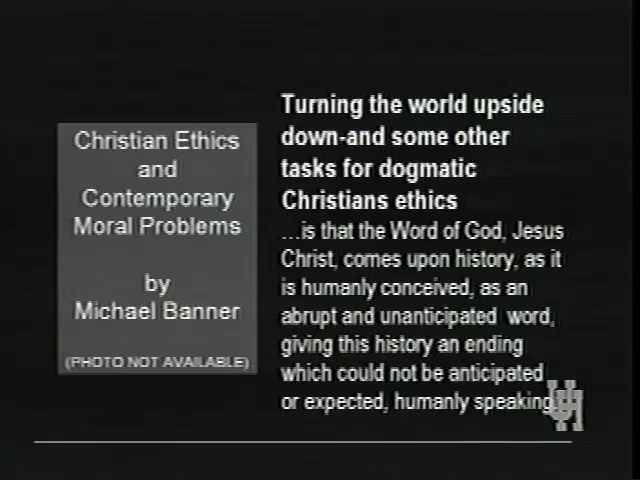 Christian Ethics
and
Contemporary
Moral Problems
by
Michael Banner
(PHOTO NOT AVAILABLE)
Turning the world upside
down-and some other
tasks for dogmatic
Christians ethics
...is that the Word of God, Jesus
Christ, comes upon history, as it
is humanly conceived, as an
abrupt and unanticipated word,
giving this history an ending
which could not be anticipated
or expected, humanly speaking